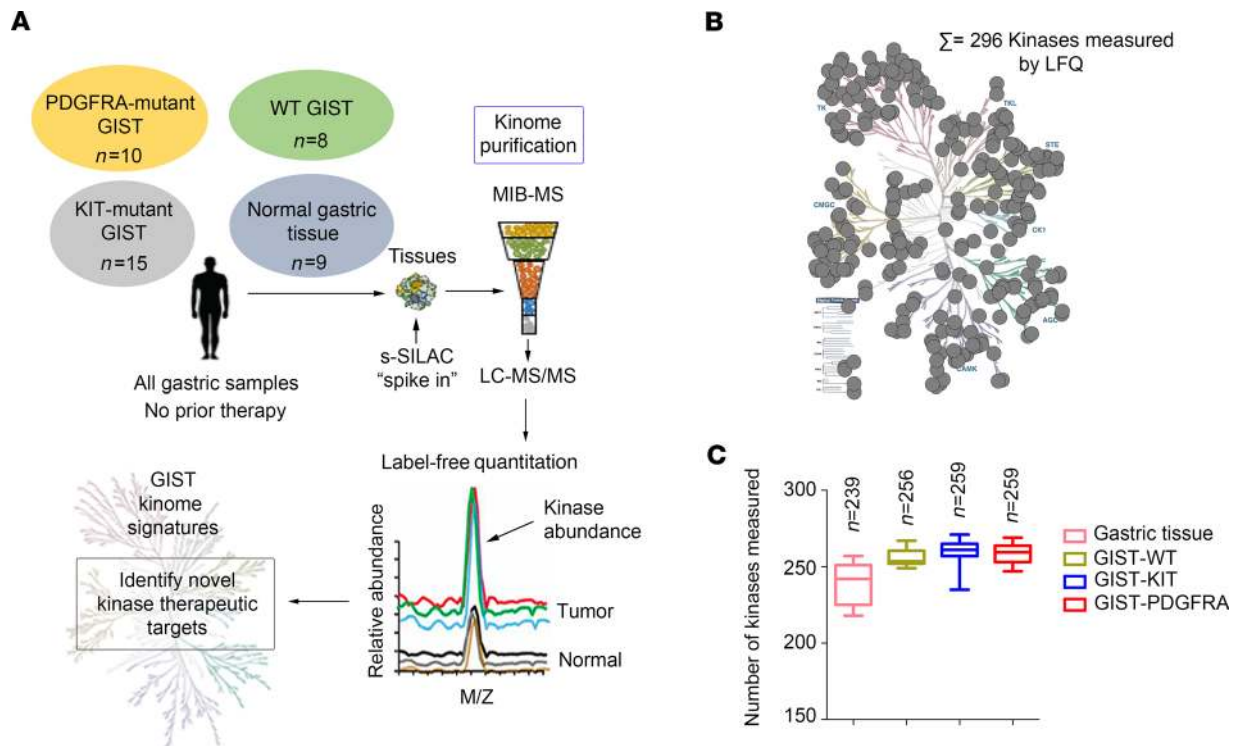 A
PDGFRA-mutant
GIST
n=10
WT GIST
n=8
KIT-mutant
GIST
n=15
Normal gastric
tissue
n=9
Kinome
purification
MIB-MS
Tissues
s-SILAC
"spike in"
LC-MS/MS
All gastric samples
No prior therapy
Label-free quantitation
Kinase
abundance
Relative abundance
Tumor
Normal
M/Z
GIST
kinome
signatures
Identify novel
kinase therapeutic
targets
B
∑= 296 Kinases measured
by LFQ
TK
TKL
STE
CMGC
CK1
AGC
CAMK
C
Number of kinases measured
300
250
200
150
n=239
n=256
n=259
n=259
Gastric tissue
GIST-WT
GIST-KIT
GIST-PDGFRA